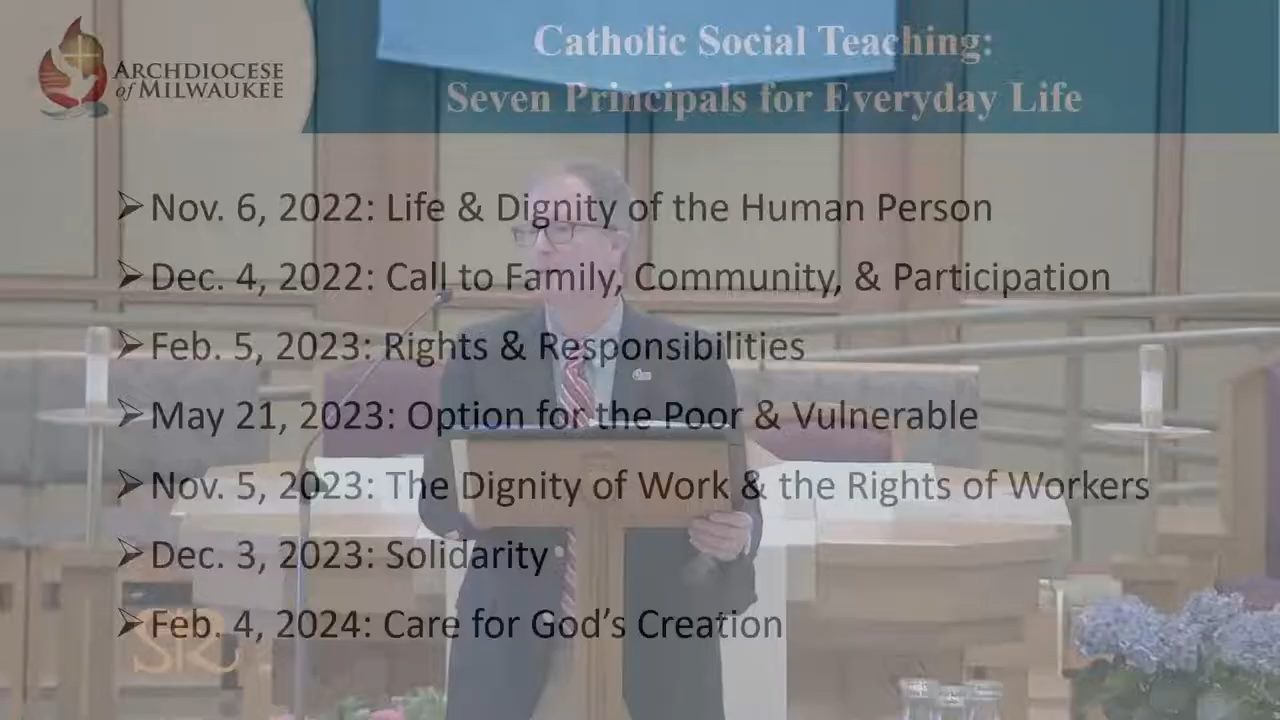 ARCHDIOCESE
of MILWAUKEE
Catholic Social Teaching:
Seven Principals for Everyday Life
➢Nov. 6, 2022: Life & Dignity of the Human Person
➢Dec. 4, 2022: Call to Family, Community, & Participation
➢Feb. 5, 2023: Rights & Responsibilities
➢May 21, 2023: Option for the Poor & Vulnerable
➢Nov. 5, 2023: The Dignity of Work & the Rights of Workers
➢Dec. 3, 2023: Solidarity
➢Feb. 4, 2024: Care for God’s Creation